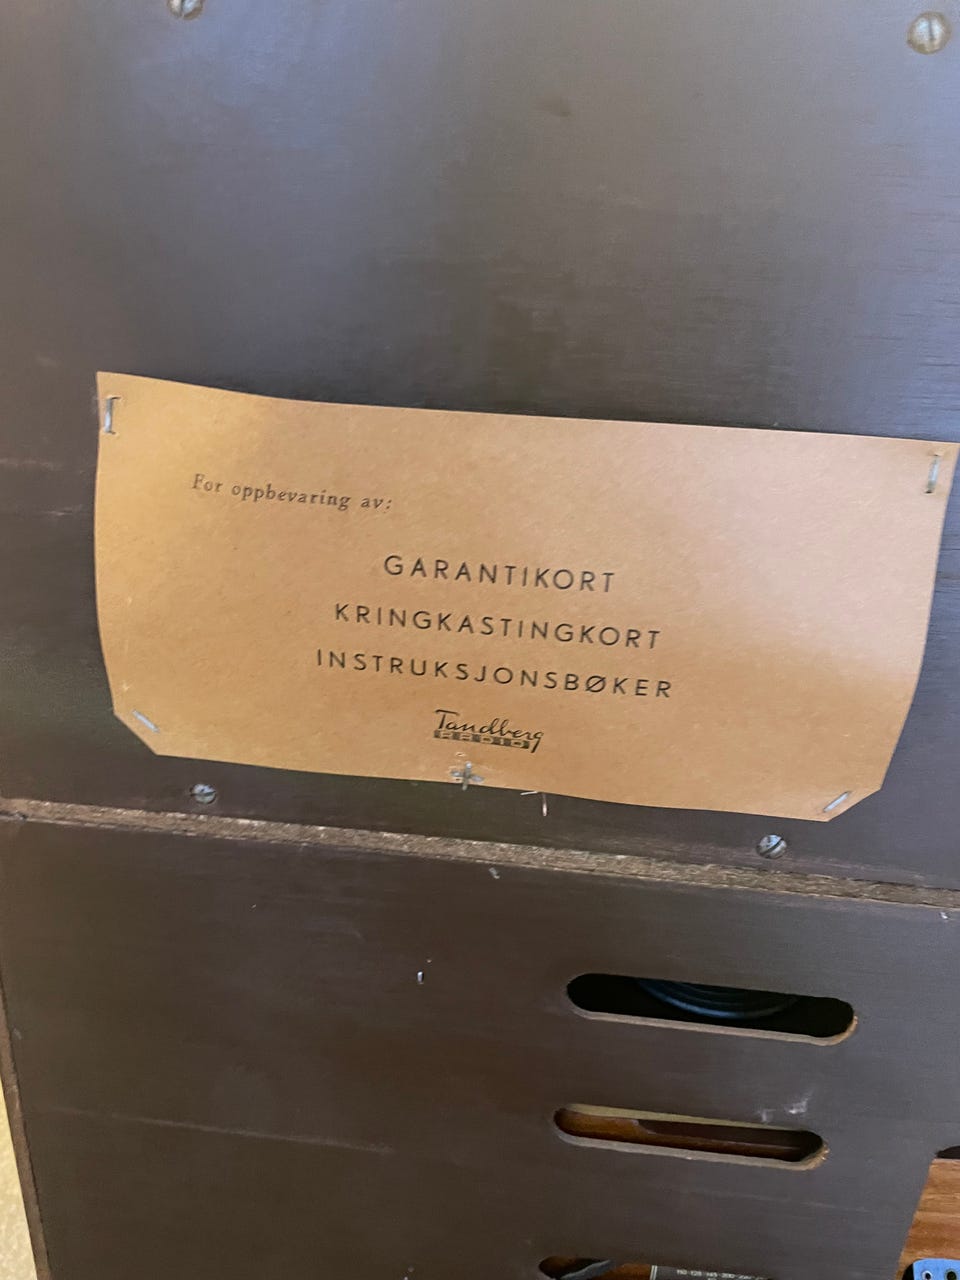 For oppbevaring av:
GARANTIKORT
KRINGKASTINGKORT
INSTRUKSJONSBØKER
Tandberg
RADIO